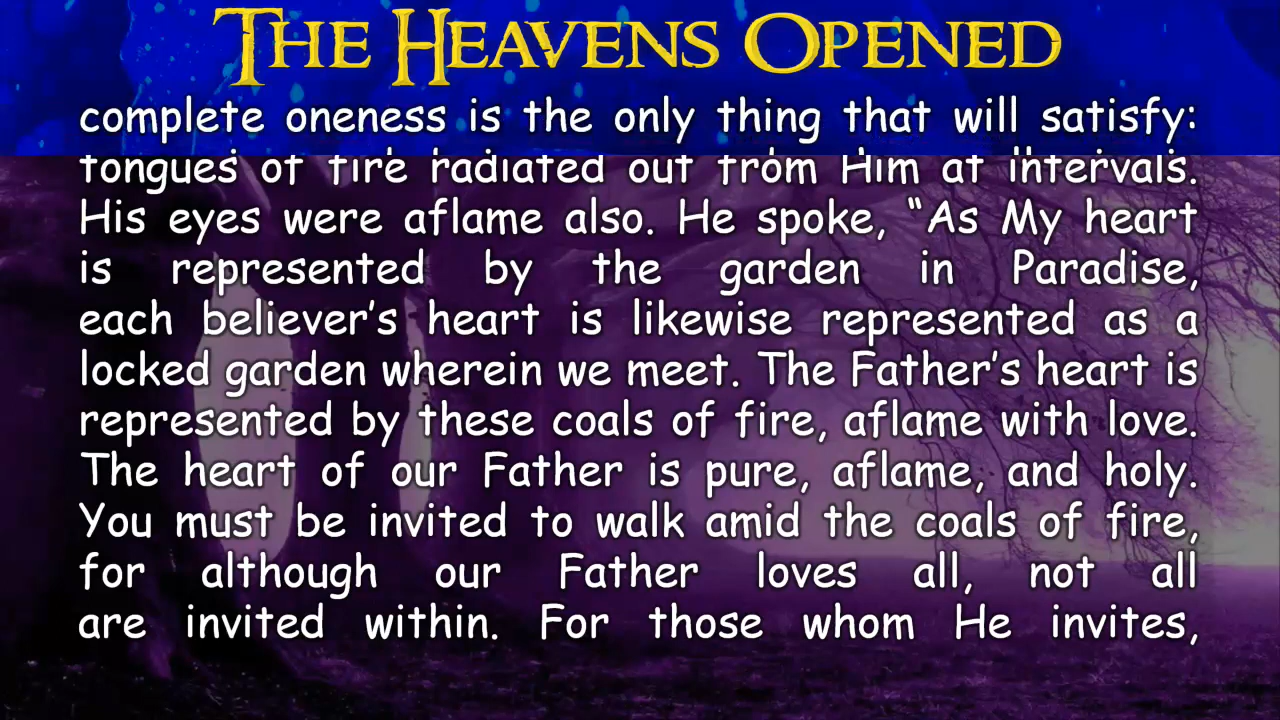 THE HEAVENS OPENED
complete oneness is the only thing that will satisfy:
tongues of fire radiated out from Him at intervals.
His eyes were aflame also. He spoke, “As My heart
is represented by the garden in Paradise,
each believer’s heart is likewise represented as a
locked garden wherein we meet. The Father’s heart is
represented by these coals of fire, aflame with love.
The heart of our Father is pure, aflame, and holy.
You must be invited to walk amid the coals of fire,
for although our Father loves all, not all
are invited within. For those whom He invites,